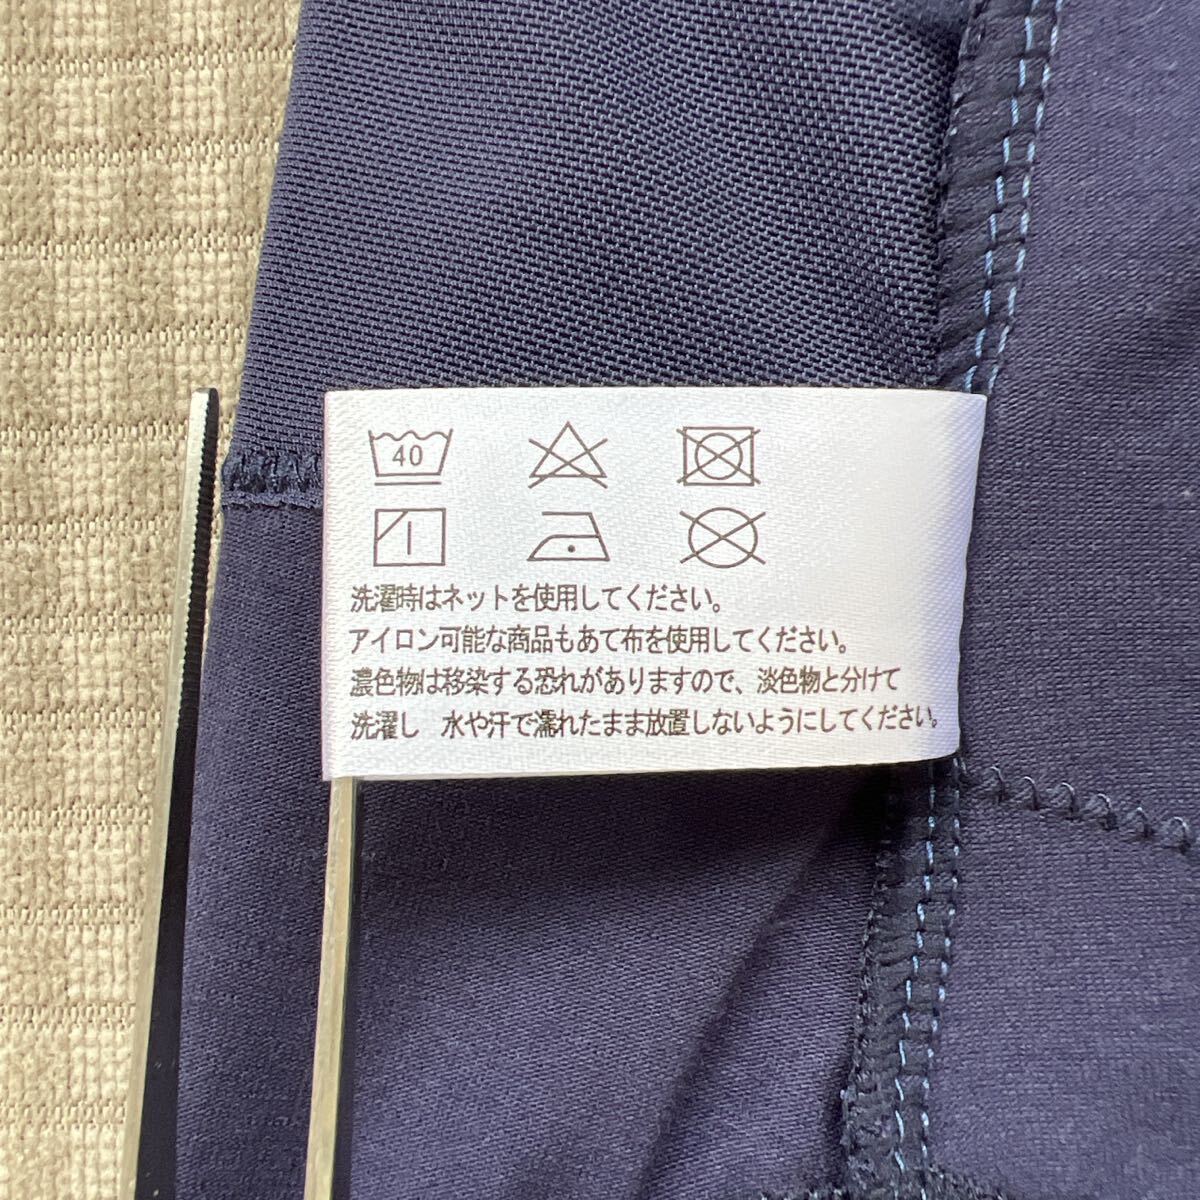 40
洗濯時はネットを使用してください。
アイロン可能な商品もあて布を使用してください。
濃色物は移染する恐れがありますので、淡色物と分けて
洗濯し　水や汗で濡れたまま放置しないようにしてください。